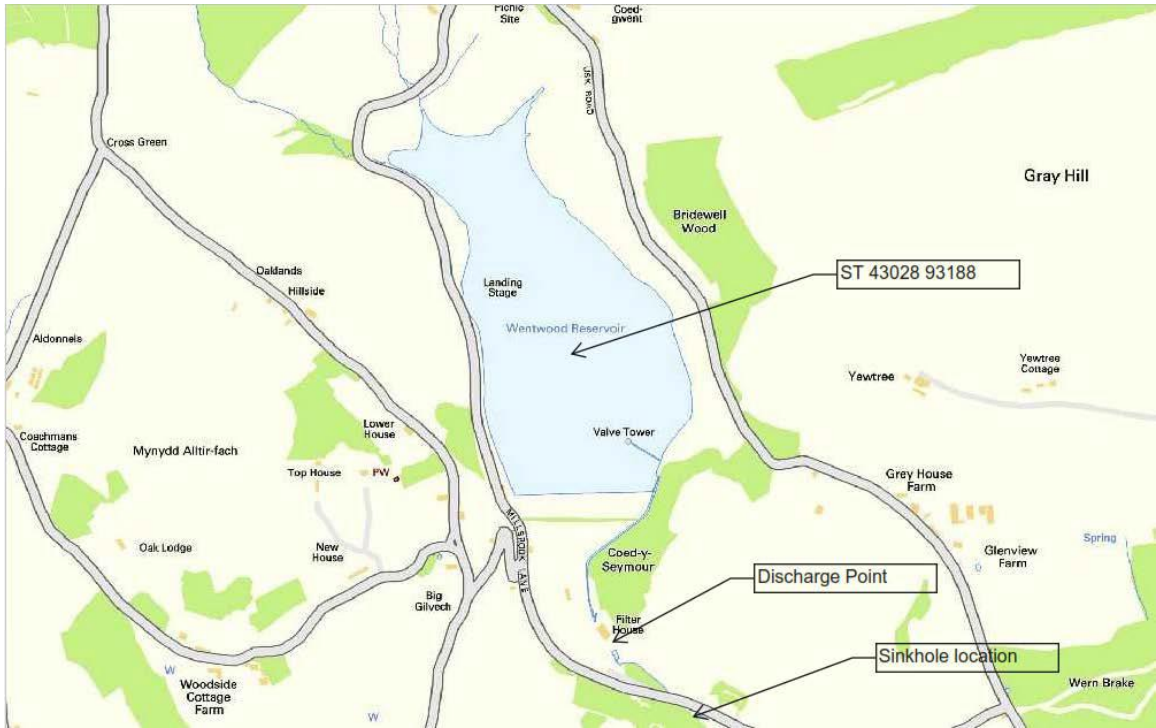 Picnic
Site
Coed-
gwent
USK ROAD
Cross Green
Gray Hill
Bridewell
Wood
ST 43028 93188
Oaklands
Hillside
Landing
Stage
Wentwood Reservoir
Aldonnels
Yewtree
Cottage
Yewtree
Lower
House
Valve Tower
Coachmans
Cottage
Mynydd Alltir-fach
Top House
PW
Grey House
Farm
MILLBROOK LANE
Oak Lodge
New
House
Coed-y-
Seymour
Spring
Glenview
Farm
Discharge Point
Big
Gilvech
Filter
House
Sinkhole location
W
Woodside
Cottage
Farm
Wern Brake
W